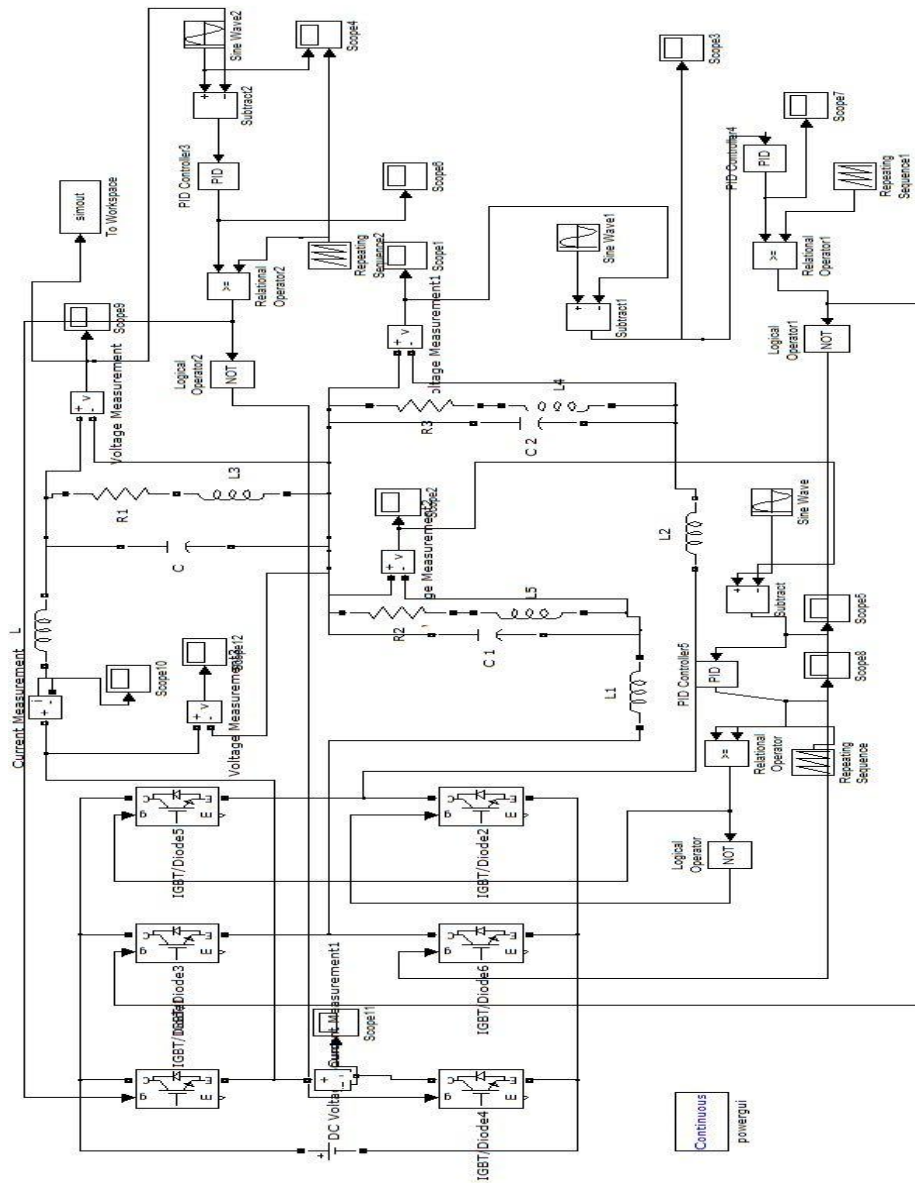 Sine Wave2
Scope4
+
-
Subtract2
PID Controller3
PID
simout
To Workspace
Scope6
Scope9
>=
Relational
Operator2
Repeating
Sequence2
Scope1
Logical
Operator2
NOT
+
-
v
Voltage Measurement
+
-
v
Voltage Measurement1
Scope3
Sine Wave1
+
-
Subtract1
Scope7
PID Controller4
PID
Repeating
Sequence1
>=
Relational
Operator1
Logical
Operator1
NOT
R1
L3
C
R3
L4
C 2
Scope2
+
-
v
R2
L5
C 1
L2
L1
Sine Wave
+
-
Subtract
Scope5
Scope8
PID Controller5
PID
>=
Relational
Operator
Repeating
Sequence
Logical
Operator
NOT
L
Current Measurement
+
-
i
Scope10
Scope12
+
-
v
g
C
E
IGBT/Diode5
g
C
E
IGBT/Diode2
g
C
E
IGBT/Diode3
g
C
E
IGBT/Diode6
Scope11
g
C
E
g
C
E
IGBT/Diode4
+
Continuous
powergui